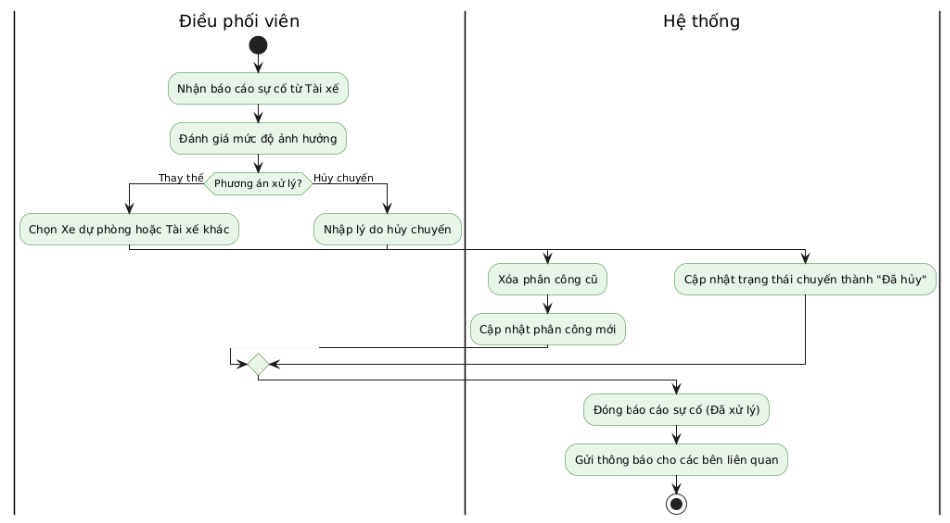 Điều phối viên
Hệ thống
Nhận báo cáo sự cố từ Tài xế
Đánh giá mức độ ảnh hưởng
Phương án xử lý?
Thay thế
Hủy chuyến
Chọn Xe dự phòng hoặc Tài xế khác
Nhập lý do hủy chuyến
Xóa phân công cũ
Cập nhật trạng thái chuyến thành "Đã hủy"
Cập nhật phân công mới
Đóng báo cáo sự cố (Đã xử lý)
Gửi thông báo cho các bên liên quan